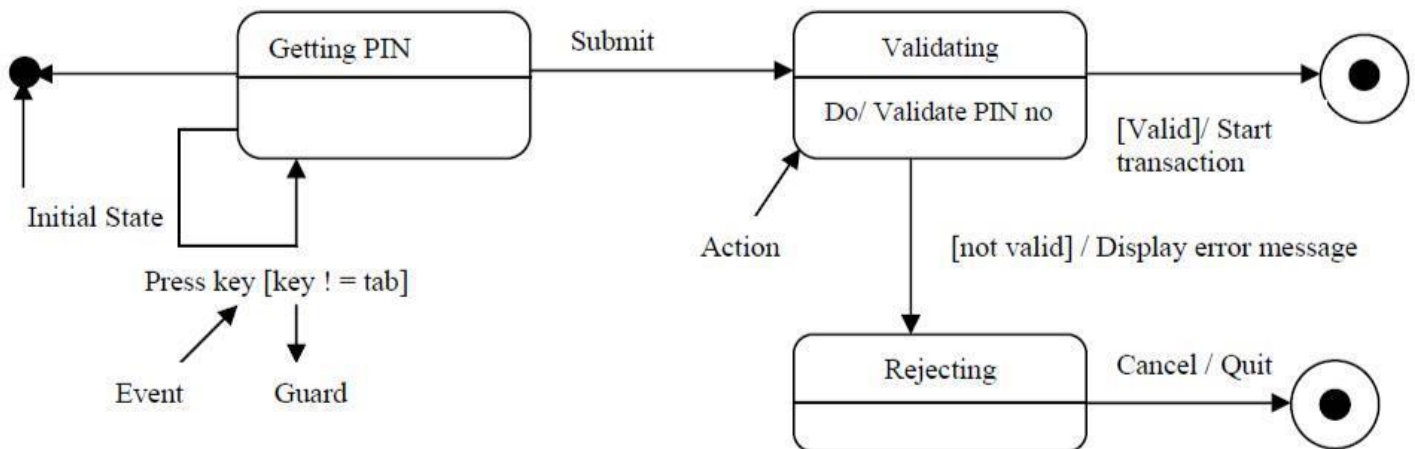 Getting PIN
Submit
Validating
Do/ Validate PIN no
[Valid]/ Start
transaction
Initial State
Action
[not valid] / Display error message
Press key [key ! = tab]
Event
Guard
Rejecting
Cancel / Quit